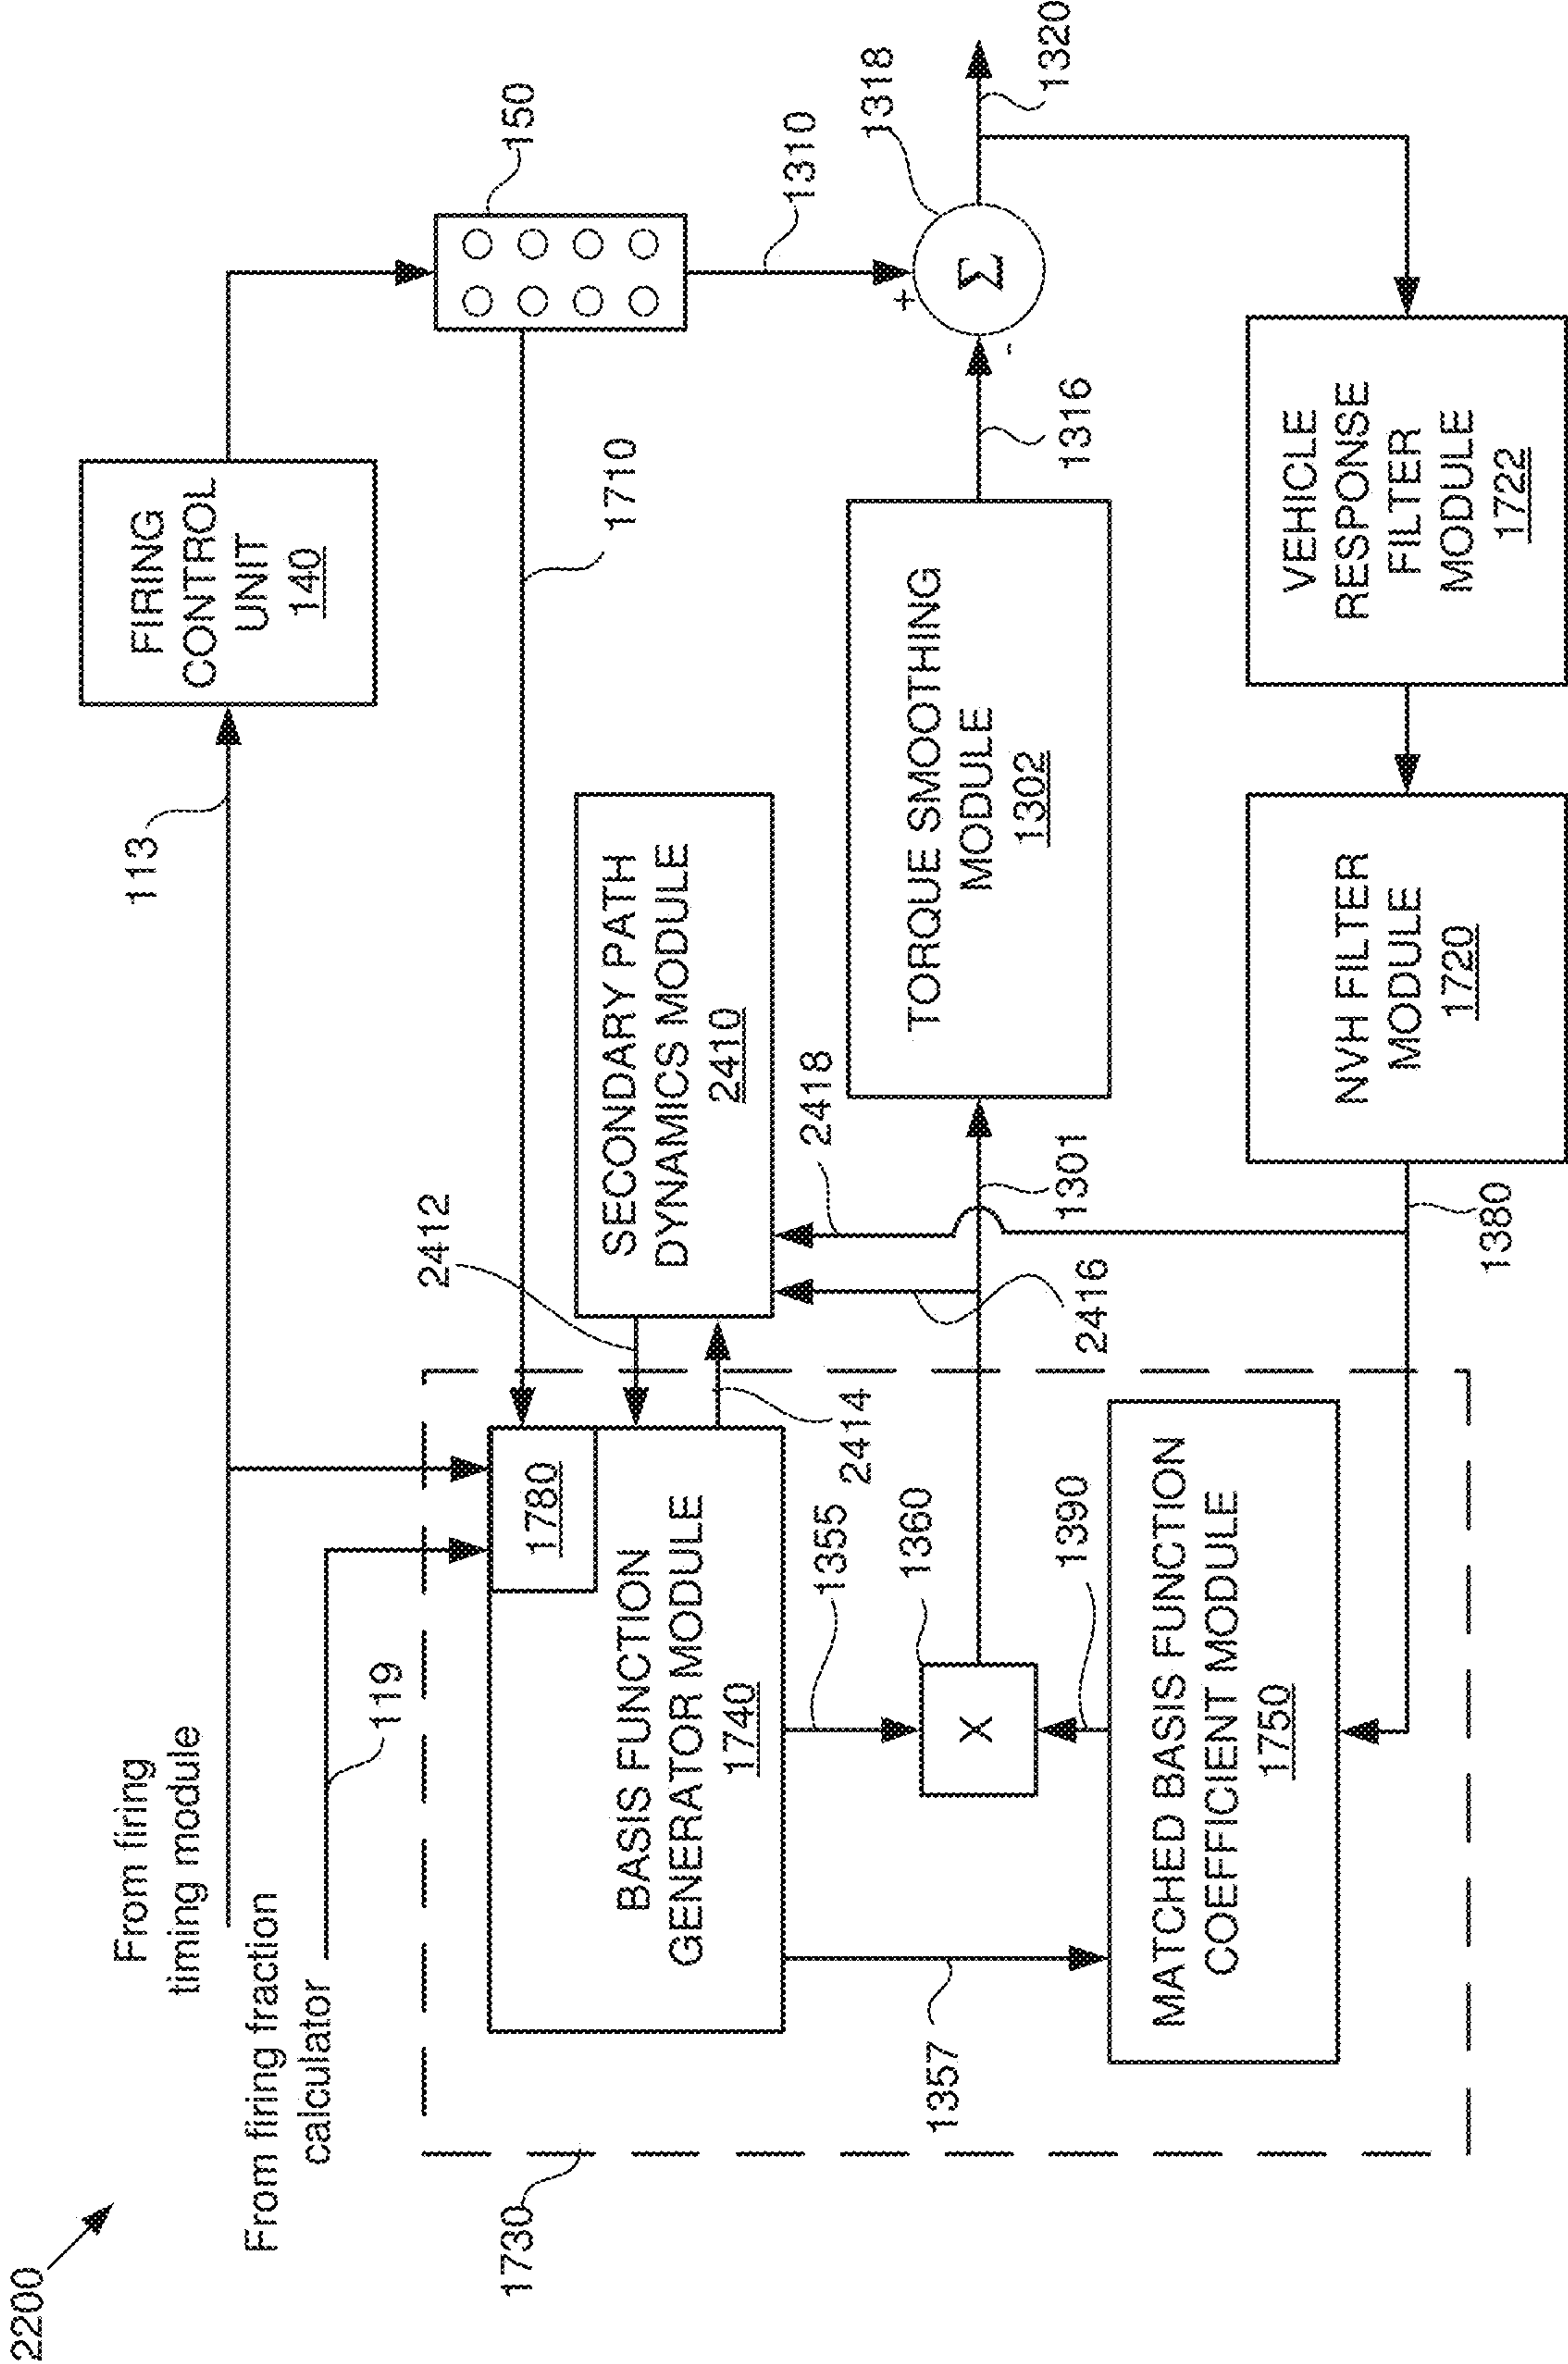 2200
From firing
timing module
113
FIRING
CONTROL
UNIT
140
From firing fraction
calculator
119
150
1710
1310
1730
1780
BASIS FUNCTION
GENERATOR MODULE
1740
2412
2414
SECONDARY PATH
DYNAMICS MODULE
2410
2418
2416
1357
1355
1360
X
1390
1301
TORQUE SMOOTHING
MODULE
1302
1316
+
-
Σ
1318
1320
MATCHED BASIS FUNCTION
COEFFICIENT MODULE
1750
1380
NVH FILTER
MODULE
1720
VEHICLE
RESPONSE
FILTER
MODULE
1722